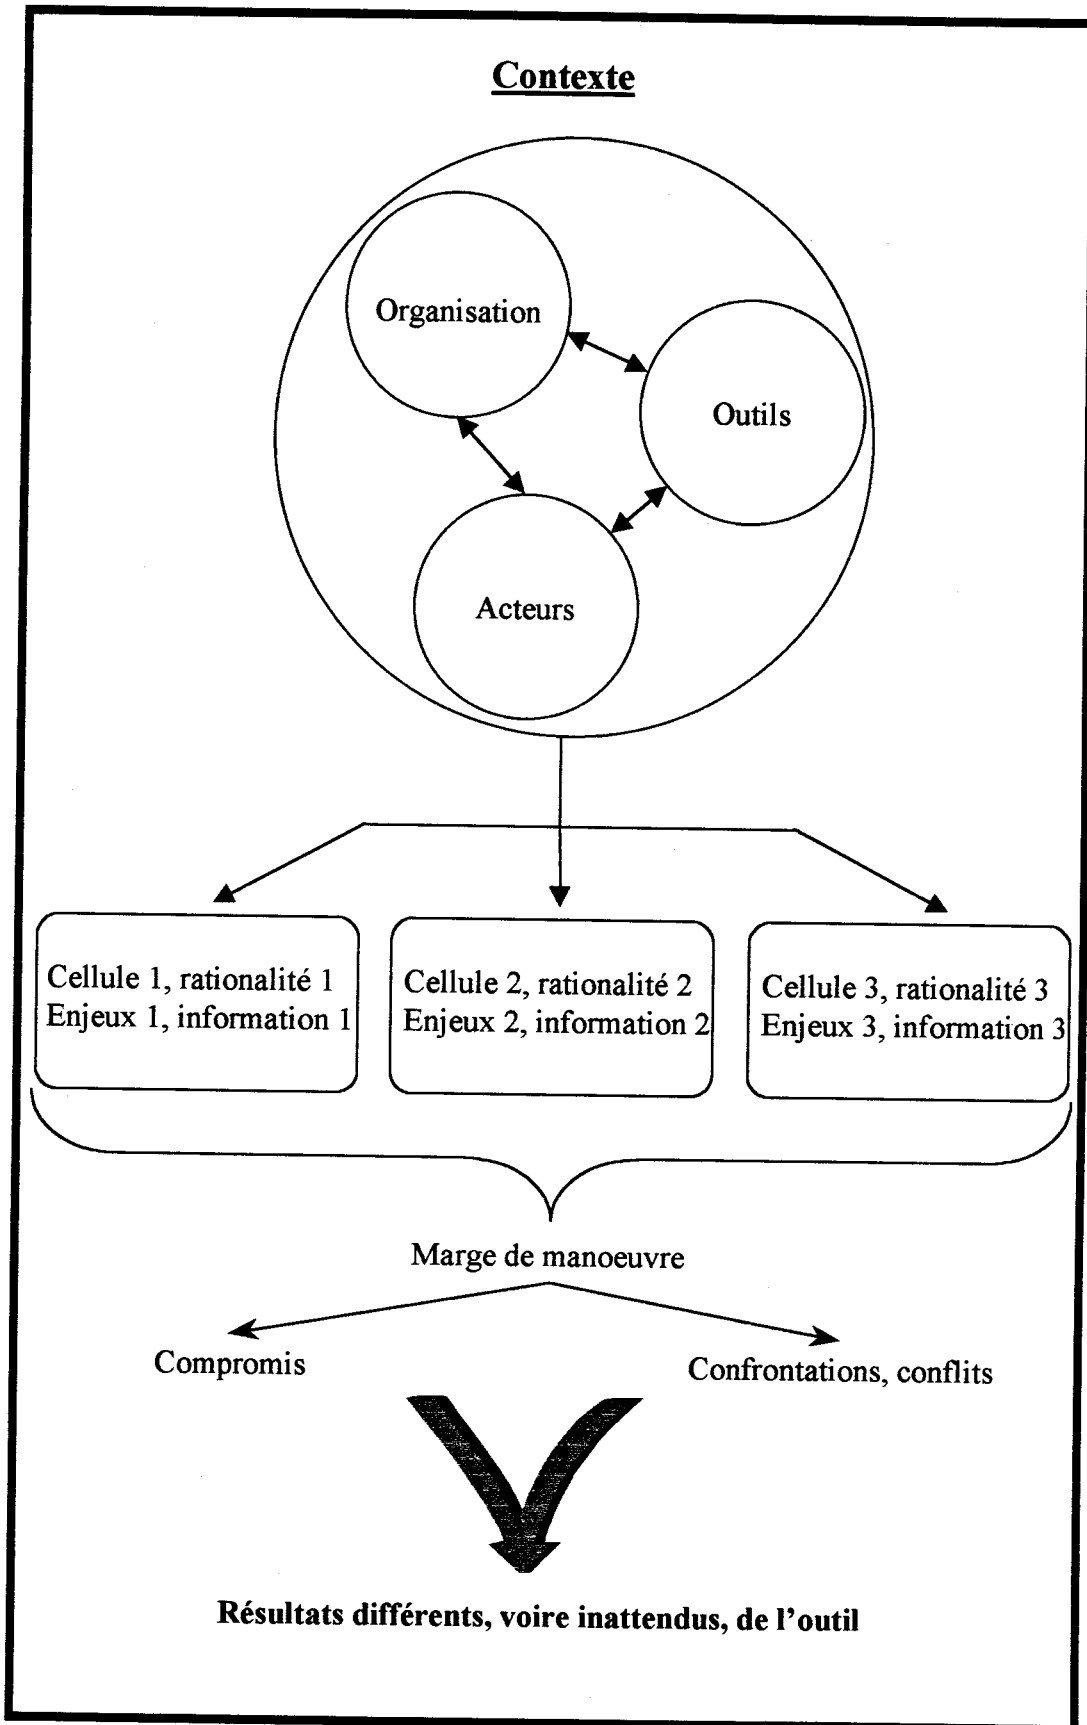 Contexte
Organisation
Outils
Acteurs
Cellule 1, rationalité 1
Enjeux 1, information 1
Cellule 2, rationalité 2
Enjeux 2, information 2
Cellule 3, rationalité 3
Enjeux 3, information 3
Marge de manoeuvre
Compromis
Confrontations, conflits
Résultats différents, voire inattendus, de l'outil